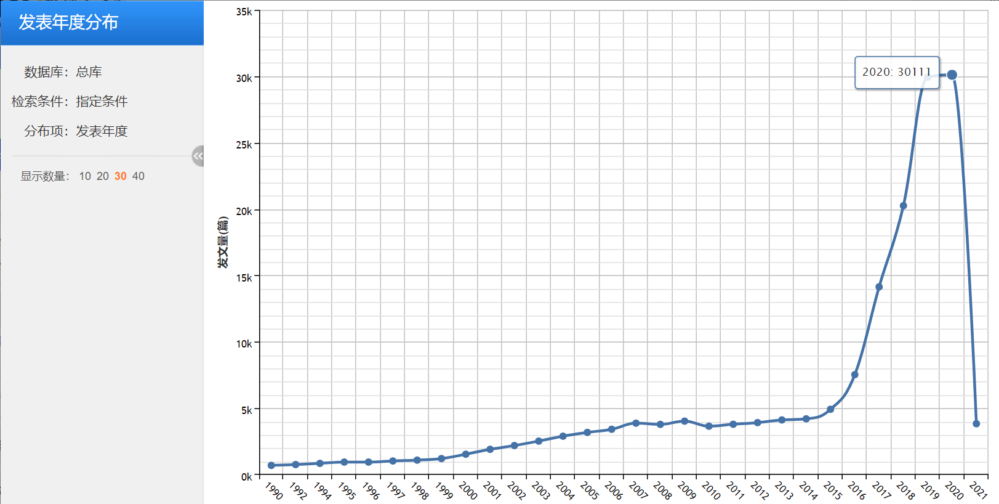 发表年度分布
数据库：总库
检索条件：指定条件
分布项：发表年度
显示数量： 10 20 30 40
发文量(篇)
35k
30k
25k
20k
15k
10k
5k
0k
2020: 30111
1990 1992 1994 1995 1996 1997 1998 1999 2000 2001 2002 2003 2004 2005 2006 2007 2008 2009 2010 2011 2012 2013 2014 2015 2016 2017 2018 2019 2020 2021